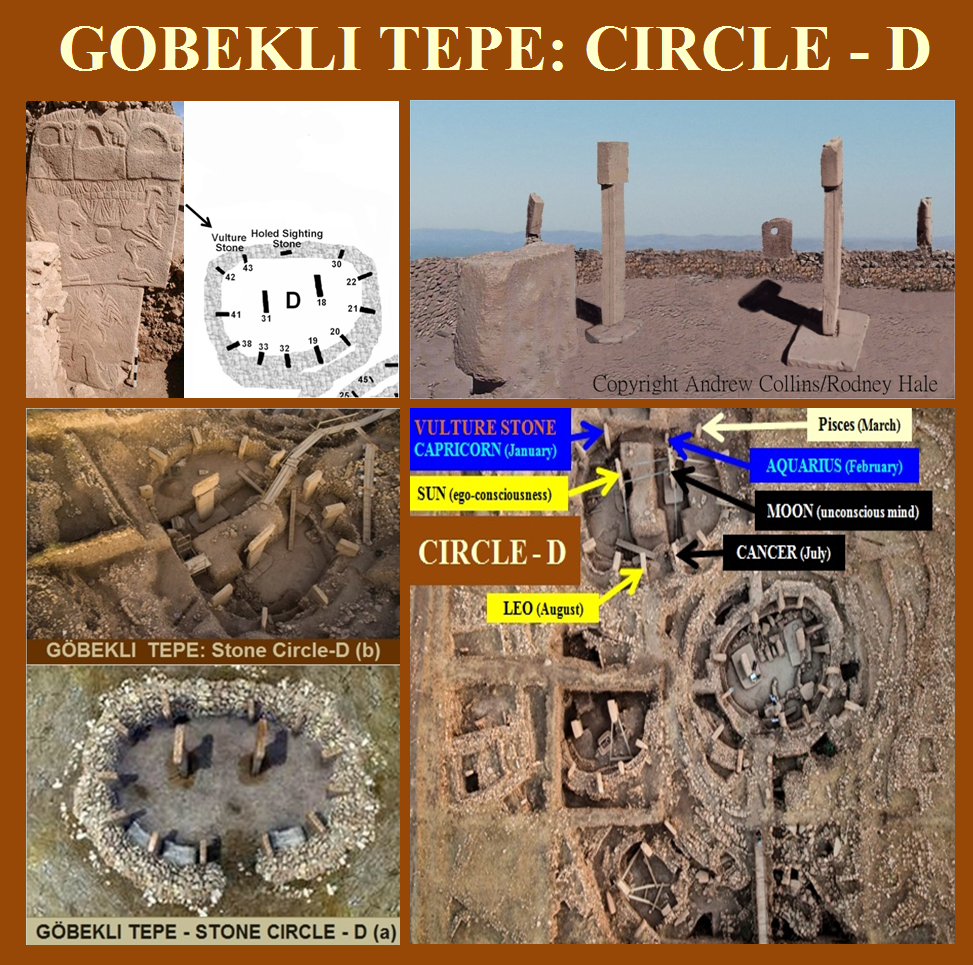 GOBEKLI TEPE: CIRCLE - D
Vulture
Stone
Holed Sighting
Stone
43
42
30
22
18
D
31
41
21
20
38
33
32
19
45
25
Copyright Andrew Collins/Rodney Hale
GÖBEKLI TEPE: Stone Circle-D (b)
GÖBEKLI TEPE - STONE CIRCLE - D (a)
VULTURE STONE
CAPRICORN (January)
Pisces (March)
AQUARIUS (February)
SUN (ego-consciousness)
MOON (unconscious mind)
CIRCLE - D
CANCER (July)
LEO (August)